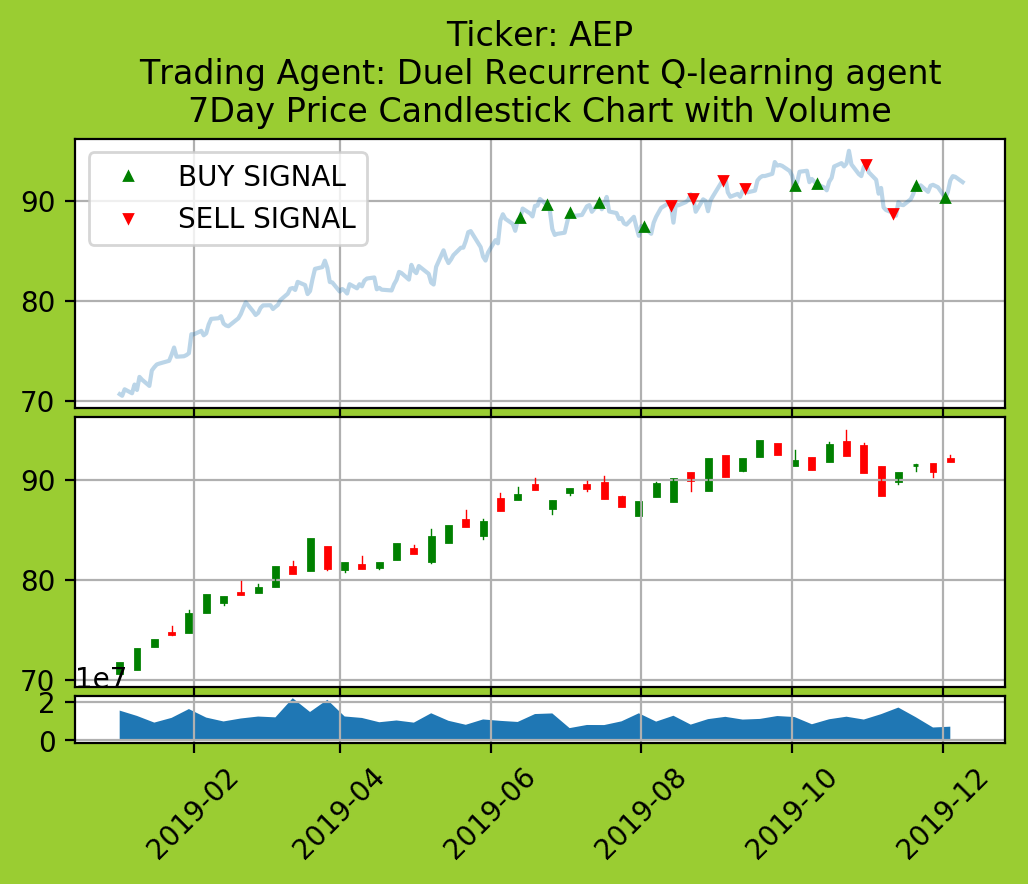 Ticker: AEP
Trading Agent: Duel Recurrent Q-learning agent
7Day Price Candlestick Chart with Volume
BUY SIGNAL
SELL SIGNAL
90
80
70
90
80
70
1e7
2
0
2019-02
2019-04
2019-06
2019-08
2019-10
2019-12